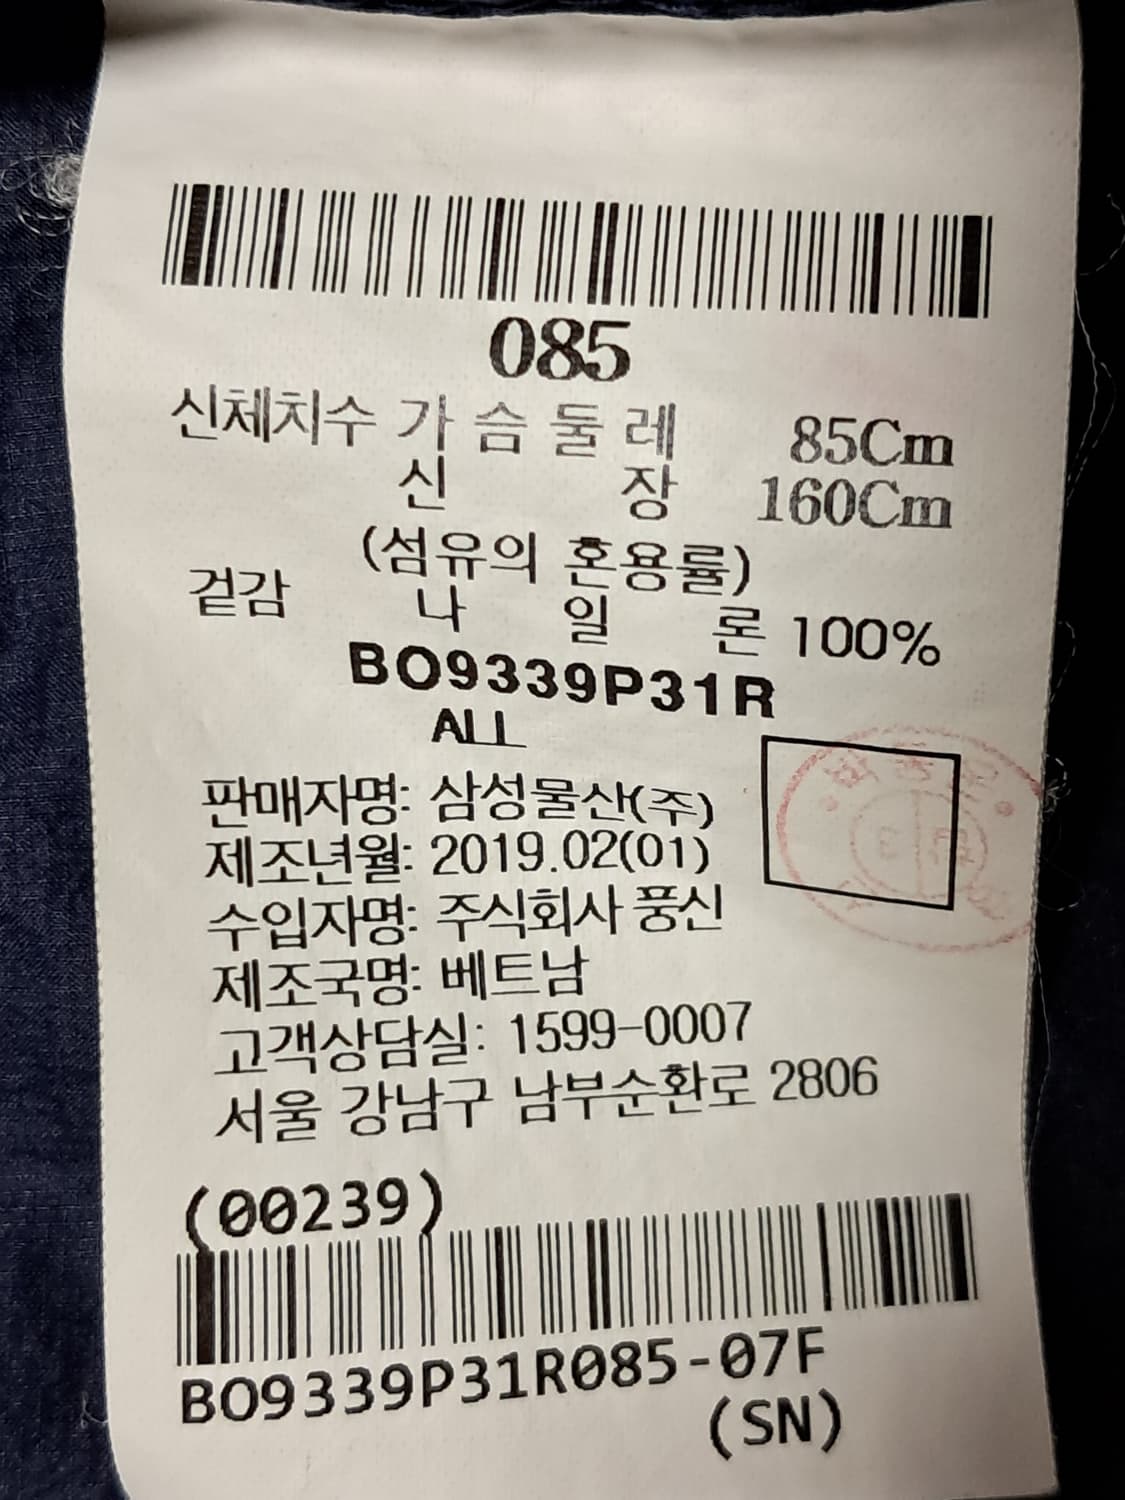 085
신체치수 가 슴 둘 레 85Cm
신 장 160Cm
(섬유의 혼용률)
겉감 나 일 론 100%
BO9339P31R
ALL
판매자명: 삼성물산(주)
제조년월: 2019.02(01)
수입자명: 주식회사 풍신
제조국명: 베트남
고객상담실: 1599-0007
서울 강남구 남부순환로 2806
(00239)
BO9339P31R085-07F
(SN)